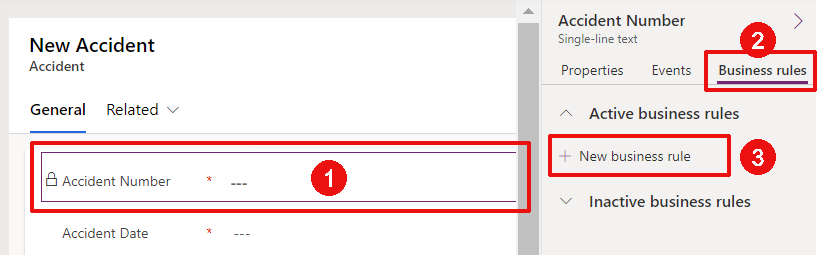 New Accident
Accident
General Related
Accident Number * ---
1
Accident Date * ---
Accident Number
Single-line text
2
Properties Events Business rules
Active business rules
+ New business rule
3
Inactive business rules